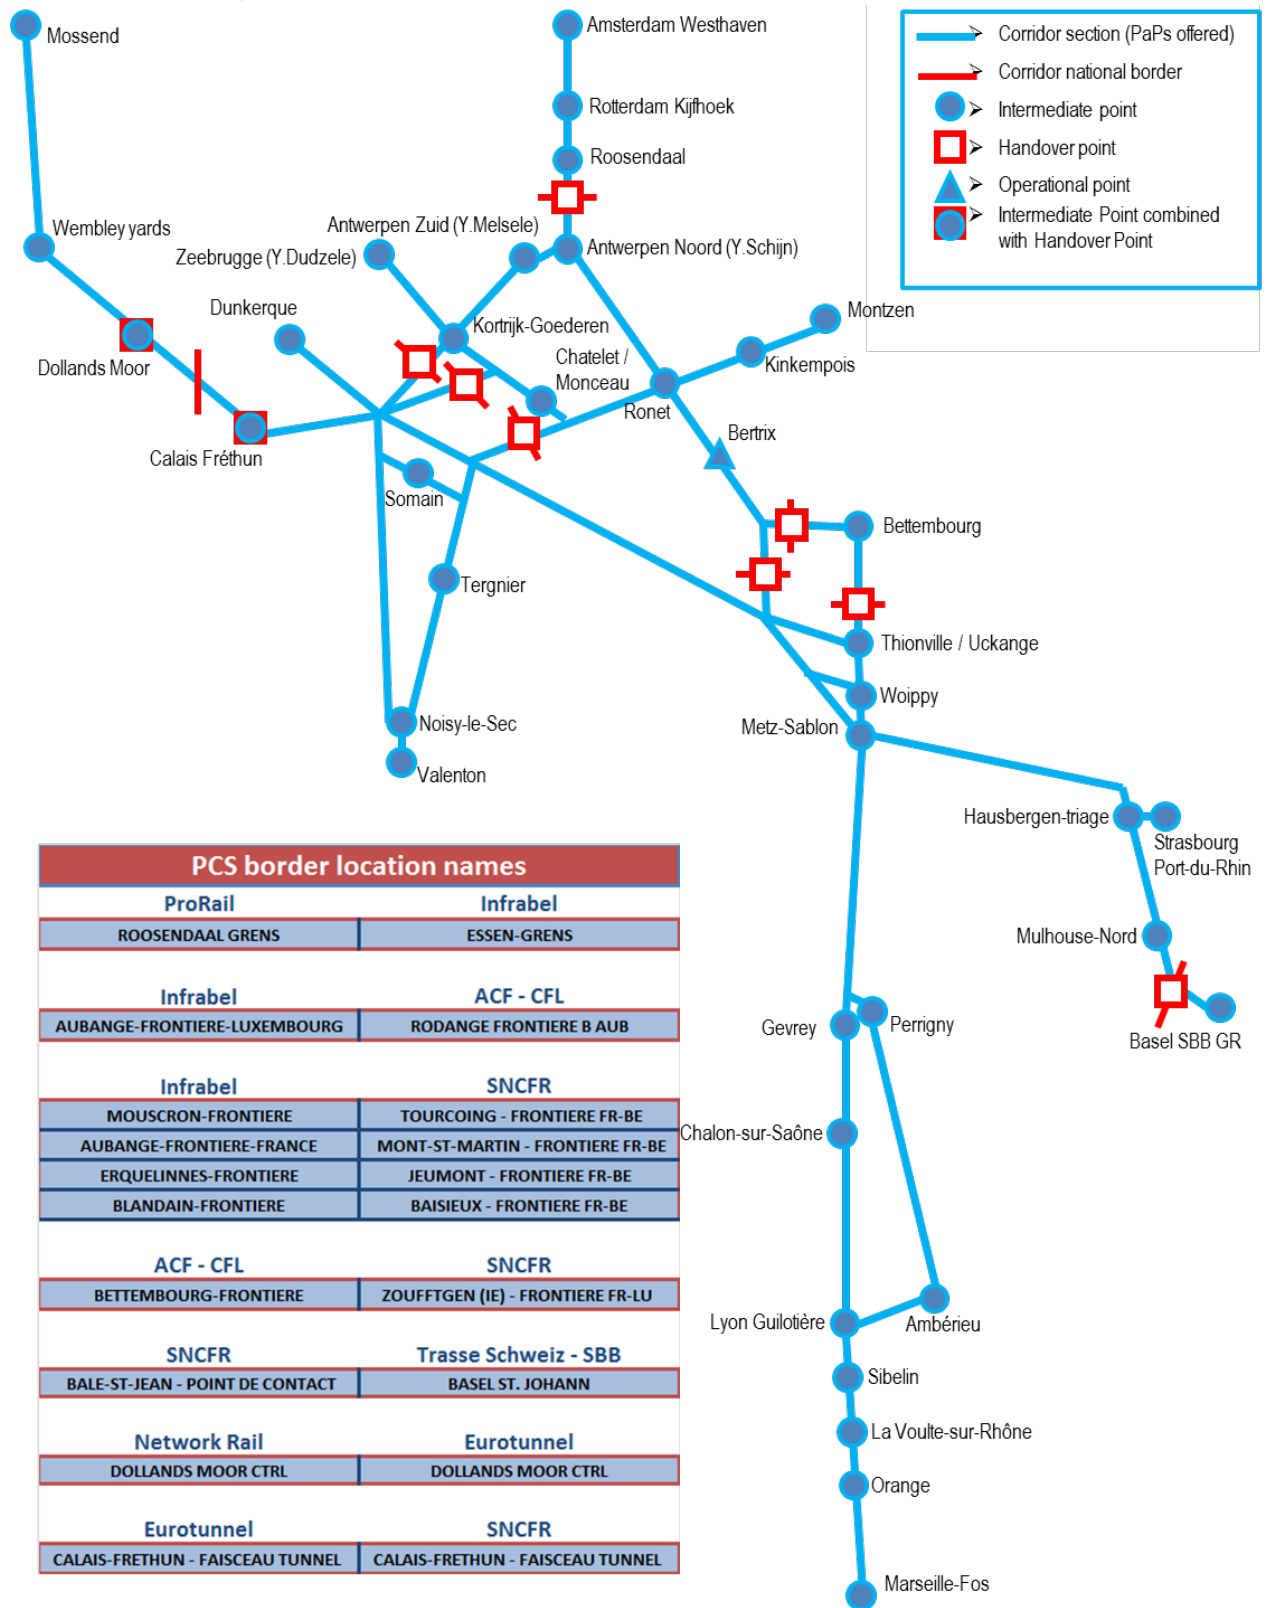 Mossend
Amsterdam Westhaven
Rotterdam Kijfhoek
Roosendaal
Corridor section (PaPs offered)
Corridor national border
Intermediate point
Handover point
Operational point
Intermediate Point combined
with Handover Point
Wembley yards
Antwerpen Zuid (Y.Melsele)
Zeebrugge (Y.Dudzele)
Antwerpen Noord (Y.Schijn)
Dunkerque
Kortrijk-Goederen
Montzen
Dollands Moor
Chatelet /
Monceau
Kinkempois
Ronet
Calais Fréthun
Bertrix
Somain
Bettembourg
Tergnier
Thionville / Uckange
Woippy
Noisy-le-Sec
Metz-Sablon
Valenton
Hausbergen-triage
Strasbourg
Port-du-Rhin
Mulhouse-Nord
Gevrey
Perrigny
Basel SBB GR
Chalon-sur-Saône
Lyon Guilotière
Ambérieu
Sibelin
La Voulte-sur-Rhône
Orange
Marseille-Fos
PCS border location names
ProRail Infrabel
ROOSENDAAL GRENS ESSEN-GRENS
Infrabel ACF - CFL
AUBANGE-FRONTIERE-LUXEMBOURG RODANGE FRONTIERE B AUB
Infrabel SNCFR
MOUSCRON-FRONTIERE TOURCOING - FRONTIERE FR-BE
AUBANGE-FRONTIERE-FRANCE MONT-ST-MARTIN - FRONTIERE FR-BE
ERQUELINNES-FRONTIERE JEUMONT - FRONTIERE FR-BE
BLANDAIN-FRONTIERE BAISIEUX - FRONTIERE FR-BE
ACF - CFL SNCFR
BETTEMBOURG-FRONTIERE ZOUFFTGEN (IE) - FRONTIERE FR-LU
SNCFR Trasse Schweiz - SBB
BALE-ST-JEAN - POINT DE CONTACT BASEL ST. JOHANN
Network Rail Eurotunnel
DOLLANDS MOOR CTRL DOLLANDS MOOR CTRL
Eurotunnel SNCFR
CALAIS-FRETHUN - FAISCEAU TUNNEL CALAIS-FRETHUN - FAISCEAU TUNNEL